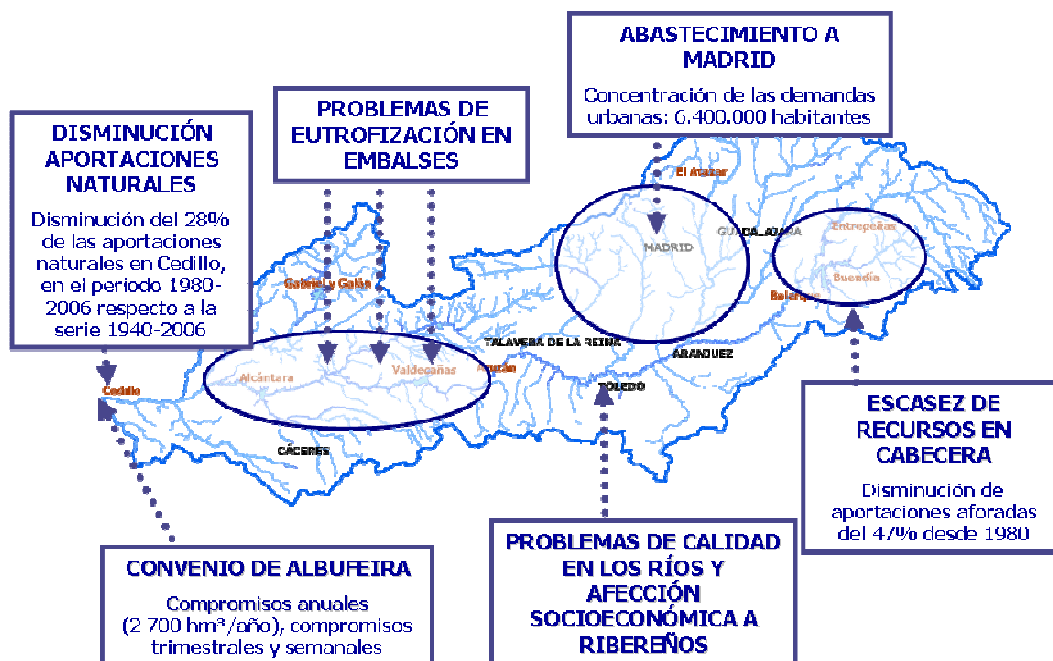 ABASTECIMIENTO A
MADRID
Concentración de las demandas
urbanas: 6.400.000 habitantes
PROBLEMAS DE
EUTROFIZACIÓN EN
EMBALSES
DISMINUCIÓN
APORTACIONES
NATURALES
Disminución del 28%
de las aportaciones
naturales en Cedillo,
en el periodo 1980-
2006 respecto a la
serie 1940-2006
El Atazar
GUADALAJARA
Entrepeñas
MADRID
Buendía
Bolarque
Gabriel y Galán
TALAVERA DE LA REINA
ARANJUEZ
Azután
Valdecañas
Alcántara
TOLEDO
Cedillo
CÁCERES
ESCASEZ DE
RECURSOS EN
CABECERA
Disminución de
aportaciones aforadas
del 47% desde 1980
CONVENIO DE ALBUFEIRA
Compromisos anuales
(2 700 hm³/año), compromisos
trimestrales y semanales
PROBLEMAS DE CALIDAD
EN LOS RÍOS Y
AFECCIÓN
SOCIOECONÓMICA A
RIBEREÑOS